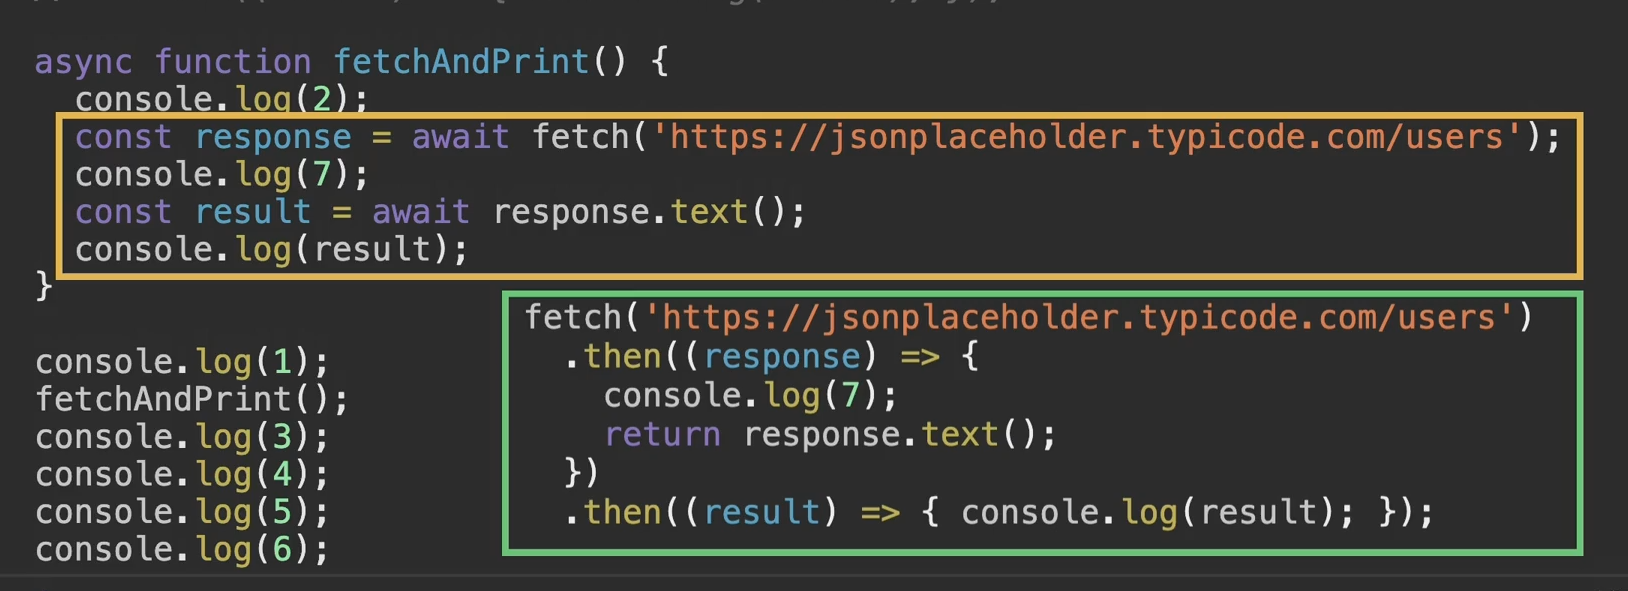 async function fetchAndPrint() {
console.log(2);
const response = await fetch('https://jsonplaceholder.typicode.com/users');
console.log(7);
const result = await response.text();
console.log(result);
}
console.log(1);
fetchAndPrint();
console.log(3);
console.log(4);
console.log(5);
console.log(6);
fetch('https://jsonplaceholder.typicode.com/users')
.then((response) => {
console.log(7);
return response.text();
})
.then((result) => { console.log(result); });